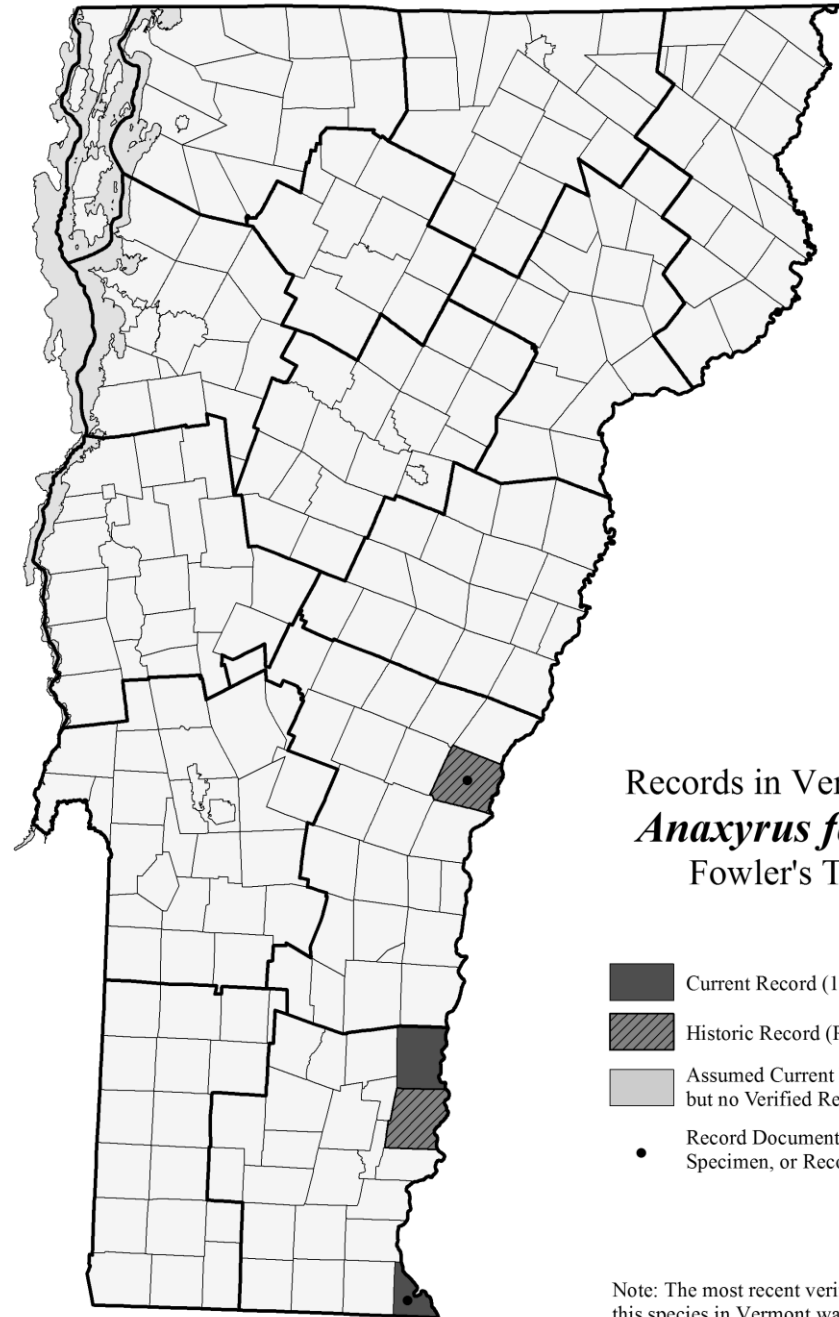 Records in Ver
Anaxyrus f
Fowler's T
Current Record (1
Historic Record (
Assumed Current
but no Verified Re
Record Document
Specimen, or Reco
Note: The most recent veri
this species in Vermont wa